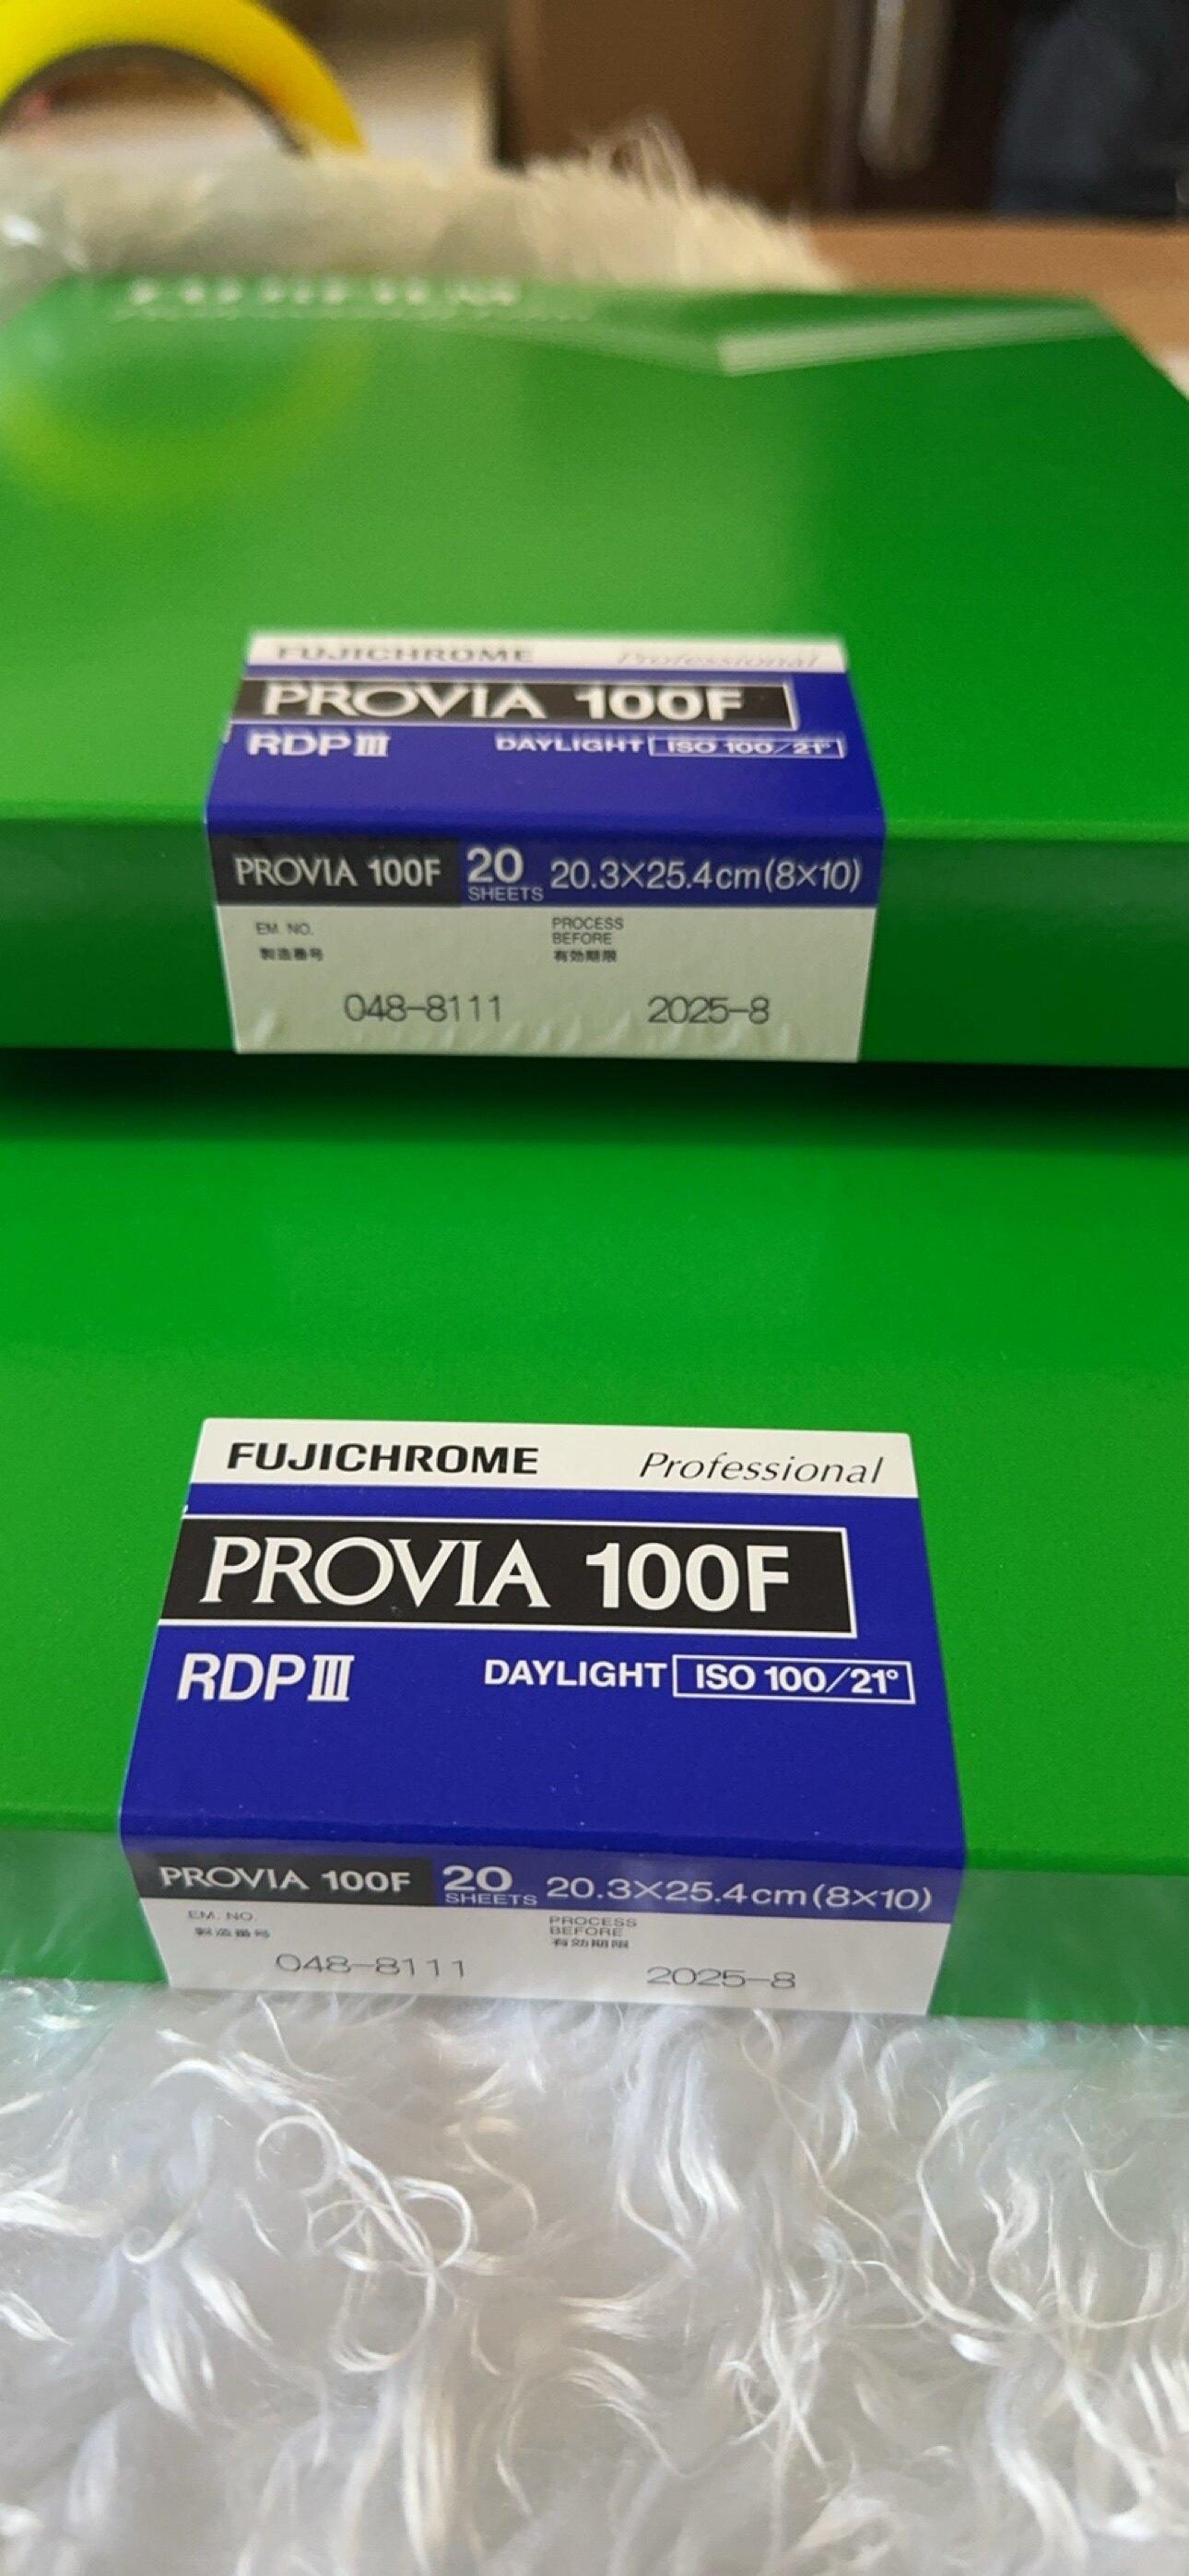 FUJIFILM
FUJICHROME Professional
PROVIA 100F
RDPIII DAYLIGHT ISO 100/21°
PROVIA 100F 20 SHEETS 20.3×25.4cm(8×10)
EM. NO. PROCESS
BEFORE
製造番号 有効期限
048-8111 2025-8
FUJICHROME Professional
PROVIA 100F
RDPIII DAYLIGHT ISO 100/21°
PROVIA 100F 20 SHEETS 20.3×25.4cm(8×10)
EM. NO. PROCESS
BEFORE
製造番号 有効期限
048-8111 2025-8